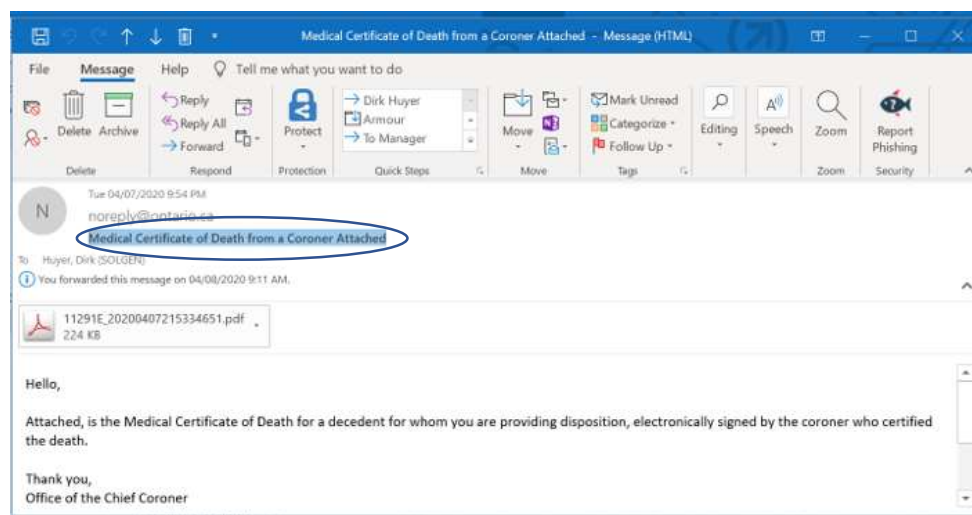 Medical Certificate of Death from a Coroner Attached - Message (HTML)
File Message Help Tell me what you want to do
Delete Archive
Reply
Reply All
Forward
Protect
Dirk Huyer
Armour
To Manager
Move
Mark Unread
Categorize
Follow Up
Editing
Speech
Zoom
Report Phishing
Delete Respond Protection Quick Steps Move Tags Zoom Security
Tue 04/07/2020 9:54 PM
N
noreply@ontario.ca
Medical Certificate of Death from a Coroner Attached
To Huyer, Dirk (SOLGEN)
You forwarded this message on 04/08/2020 9:11 AM.
11291E_20200407215334651.pdf
224 KB
Hello,
Attached, is the Medical Certificate of Death for a decedent for whom you are providing disposition, electronically signed by the coroner who certified
the death.
Thank you,
Office of the Chief Coroner